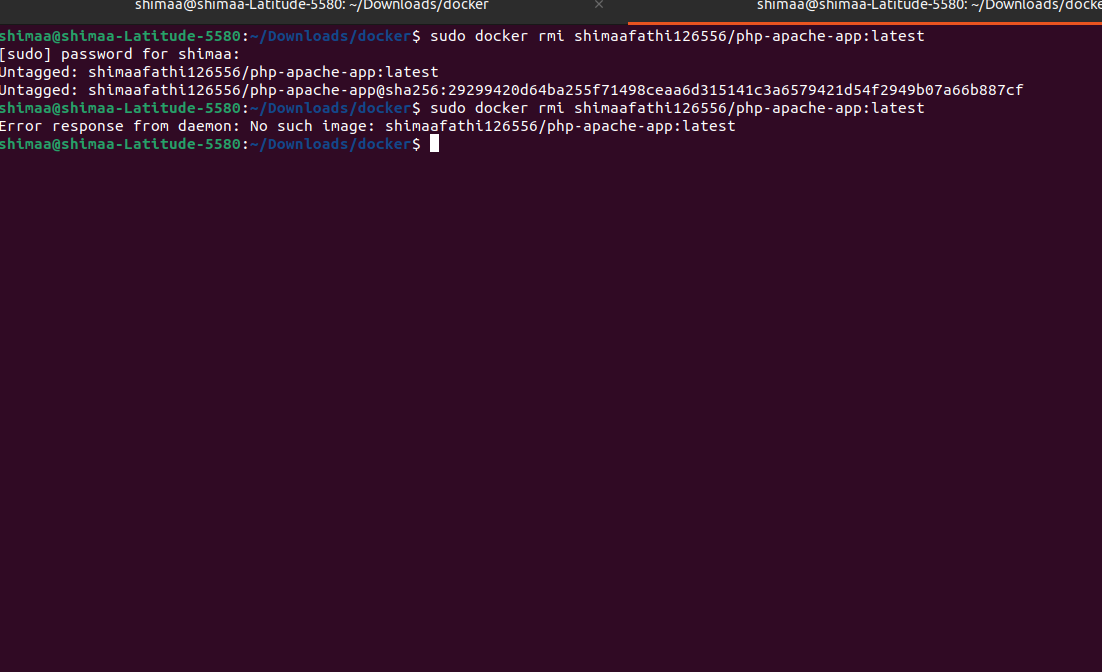 shimaa@shimaa-Latitude-5580: ~/Downloads/docker × shimaa@shimaa-Latitude-5580: ~/Downloads/docke
shimaa@shimaa-Latitude-5580:~/Downloads/docker$ sudo docker rmi shimaafathi126556/php-apache-app:latest
[sudo] password for shimaa:
Untagged: shimaafathi126556/php-apache-app:latest
Untagged: shimaafathi126556/php-apache-app@sha256:29299420d64ba255f71498ceaa6d315141c3a6579421d54f2949b07a66b887cf
shimaa@shimaa-Latitude-5580:~/Downloads/docker$ sudo docker rmi shimaafathi126556/php-apache-app:latest
Error response from daemon: No such image: shimaafathi126556/php-apache-app:latest
shimaa@shimaa-Latitude-5580:~/Downloads/docker$